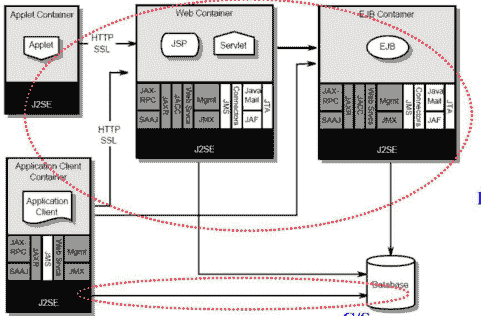 Applet Container
Applet
J2SE
HTTP
SSL
HTTP
SSL
Web Container
JSP
Servlet
JAX-
RPC
SAAJ
JAXR
JACC
Web Svcs
Mgmt
JMX
JMS
Connectors
Java
Mail
JAF
JTA
J2SE
EJB Container
EJB
JAX-
RPC
SAAJ
JAXR
JACC
Web Svcs
Mgmt
JMX
JMS
Connectors
Java
Mail
JAF
JTA
J2SE
Application Client
Container
Application
Client
JAX-
RPC
SAAJ
JAXR
JMS
Web Svcs
Mgmt
JMX
J2SE
Database